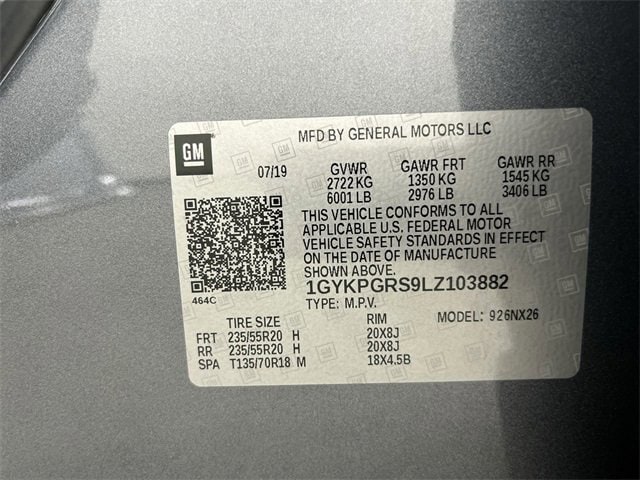 MFD BY GENERAL MOTORS LLC
GM
07/19 GVWR GAWR FRT GAWR RR
2722 KG 1350 KG 1545 KG
6001 LB 2976 LB 3406 LB
THIS VEHICLE CONFORMS TO ALL
APPLICABLE U.S. FEDERAL MOTOR
VEHICLE SAFETY STANDARDS IN EFFECT
ON THE DATE OF MANUFACTURE
SHOWN ABOVE.
464C
1GYKPGRS9LZ103882
TYPE: M.P.V.
TIRE SIZE RIM MODEL: 926NX26
FRT 235/55R20 H 20X8J
RR 235/55R20 H 20X8J
SPA T135/70R18 M 18X4.5B